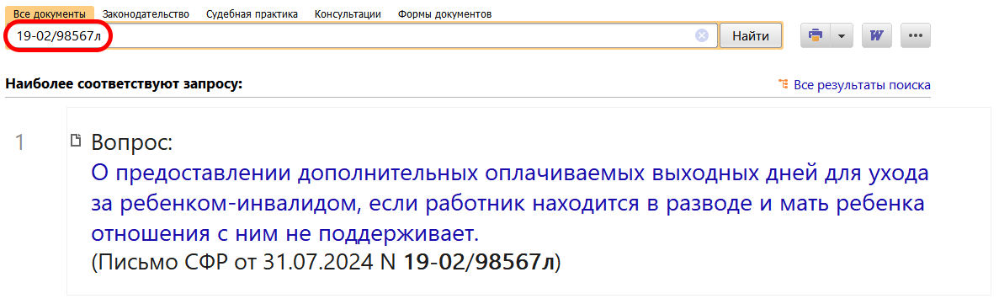 Все документы Законодательство Судебная практика Консультации Формы документов
19-02/98567л Найти W
Наиболее соответствуют запросу: Все результаты поиска
1 Вопрос:
О предоставлении дополнительных оплачиваемых выходных дней для ухода
за ребенком-инвалидом, если работник находится в разводе и мать ребенка
отношения с ним не поддерживает.
(Письмо СФР от 31.07.2024 N 19-02/98567л)